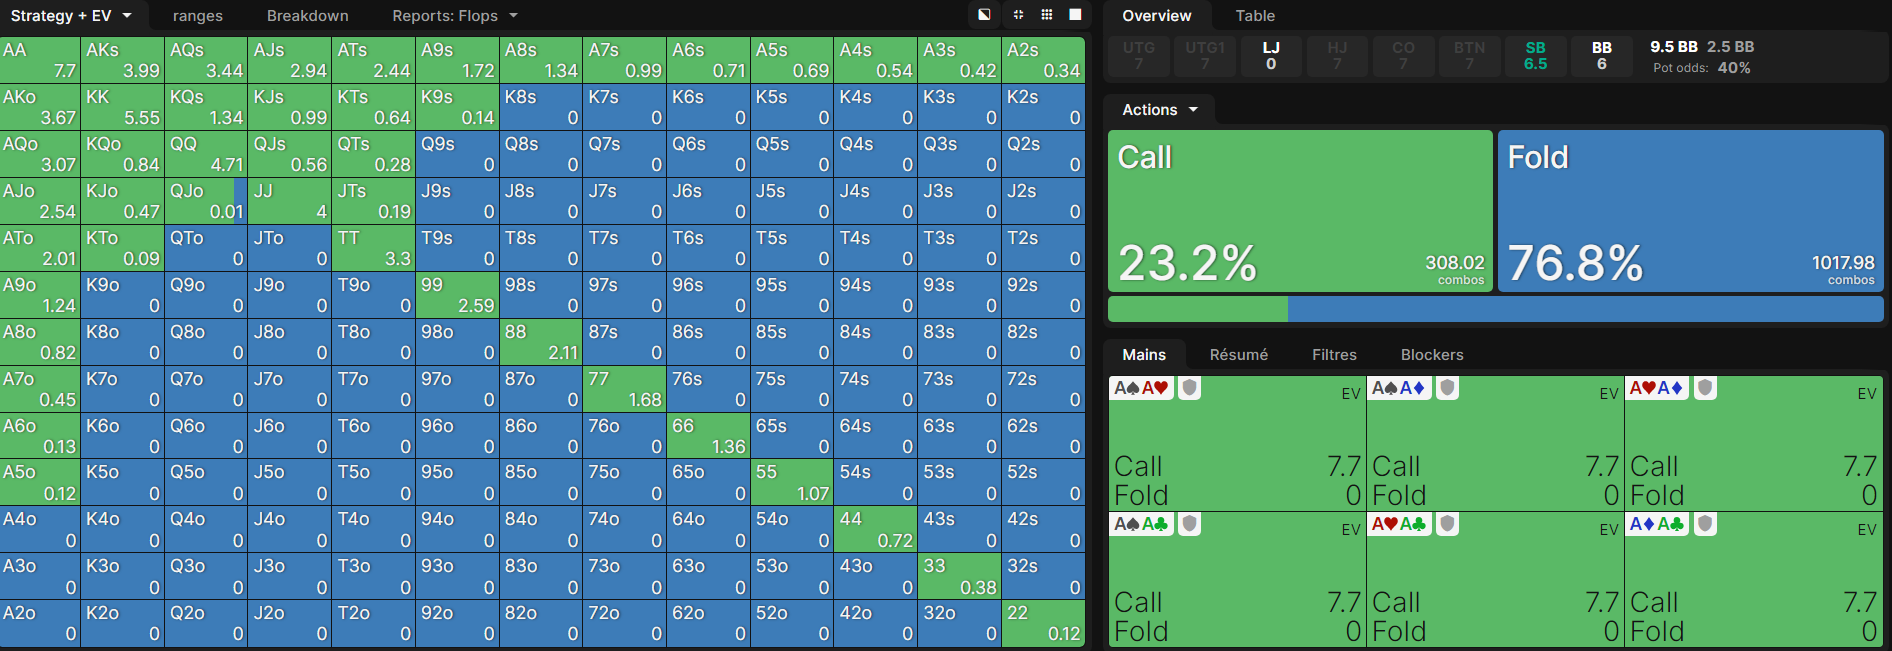 Strategy + EV ranges Breakdown Reports: Flops
AA AKs AQs AJs ATs A9s A8s A7s A6s A5s A4s A3s A2s
7.7 3.99 3.44 2.94 2.44 1.72 1.34 0.99 0.71 0.69 0.54 0.42 0.34
AKo KK KQs KJs KTs K9s K8s K7s K6s K5s K4s K3s K2s
3.67 5.55 1.34 0.99 0.64 0.14 0 0 0 0 0 0 0
AQo KQo QQ QJs QTs Q9s Q8s Q7s Q6s Q5s Q4s Q3s Q2s
3.07 0.84 4.71 0.56 0.28 0 0 0 0 0 0 0 0
AJo KJo QJo JJ JTs J9s J8s J7s J6s J5s J4s J3s J2s
2.54 0.47 0.01 4 0.19 0 0 0 0 0 0 0 0
ATo KTo QTo JTo TT T9s T8s T7s T6s T5s T4s T3s T2s
2.01 0.09 0 0 3.3 0 0 0 0 0 0 0 0
A9o K9o Q9o J9o T9o 99 98s 97s 96s 95s 94s 93s 92s
1.24 0 0 0 0 2.59 0 0 0 0 0 0 0
A8o K8o Q8o J8o T8o 98o 88 87s 86s 85s 84s 83s 82s
0.82 0 0 0 0 0 2.11 0 0 0 0 0 0
A7o K7o Q7o J7o T7o 97o 87o 77 76s 75s 74s 73s 72s
0.45 0 0 0 0 0 0 1.68 0 0 0 0 0
A6o K6o Q6o J6o T6o 96o 86o 76o 66 65s 64s 63s 62s
0.13 0 0 0 0 0 0 0 1.36 0 0 0 0
A5o K5o Q5o J5o T5o 95o 85o 75o 65o 55 54s 53s 52s
0.12 0 0 0 0 0 0 0 0 1.07 0 0 0
A4o K4o Q4o J4o T4o 94o 84o 74o 64o 54o 44 43s 42s
0 0 0 0 0 0 0 0 0 0 0.72 0 0
A3o K3o Q3o J3o T3o 93o 83o 73o 63o 53o 43o 33 32s
0 0 0 0 0 0 0 0 0 0 0 0.38 0
A2o K2o Q2o J2o T2o 92o 82o 72o 62o 52o 42o 32o 22
0 0 0 0 0 0 0 0 0 0 0 0 0.12
Overview Table
UTG UTG1 LJ HJ CO BTN SB BB 9.5 BB 2.5 BB
7 7 0 7 7 7 6.5 6 Pot odds: 40%
Actions
Call Fold
23.2% 308.02 76.8% 1017.98
combos combos
Mains Résumé Filtres Blockers
A♠A♥ EV A♠A♦ EV A♥A♦ EV
Call 7.7 Call 7.7 Call 7.7
Fold 0 Fold 0 Fold 0
A♠A♣ EV A♥A♣ EV A♦A♣ EV
Call 7.7 Call 7.7 Call 7.7
Fold 0 Fold 0 Fold 0